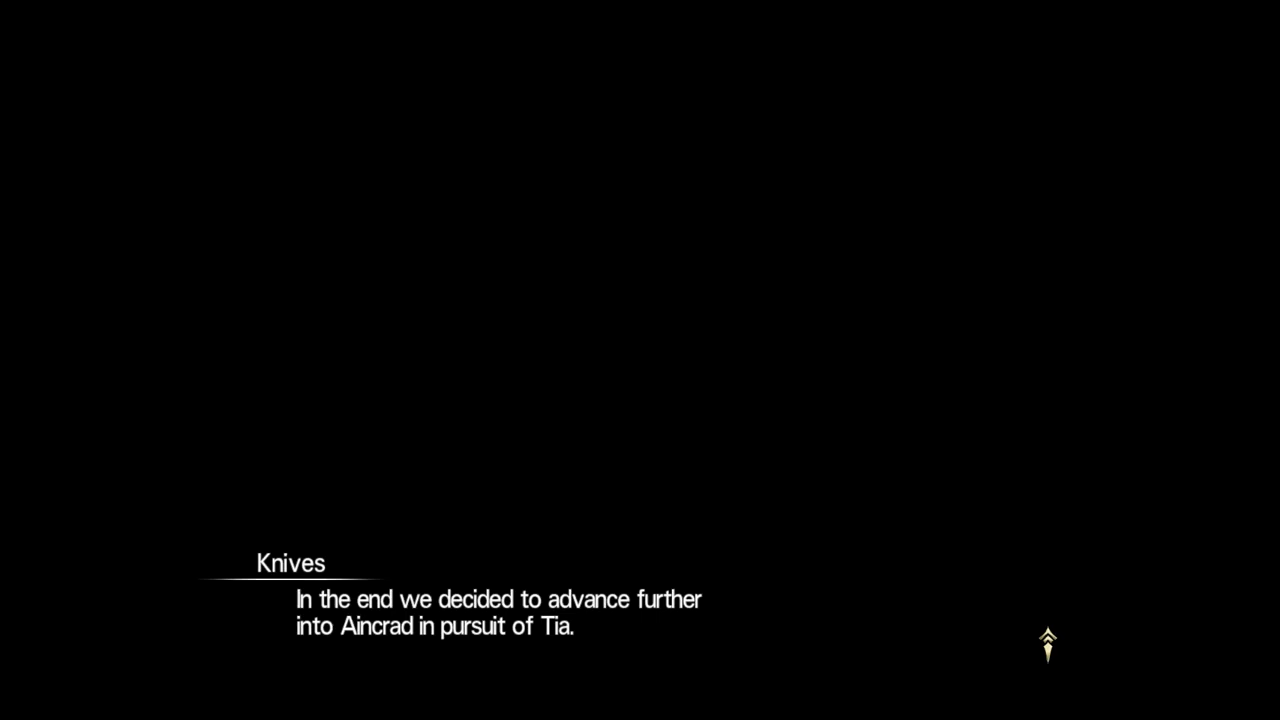 Knives
In the end we decided to advance further
into Aincrad in pursuit of Tia.